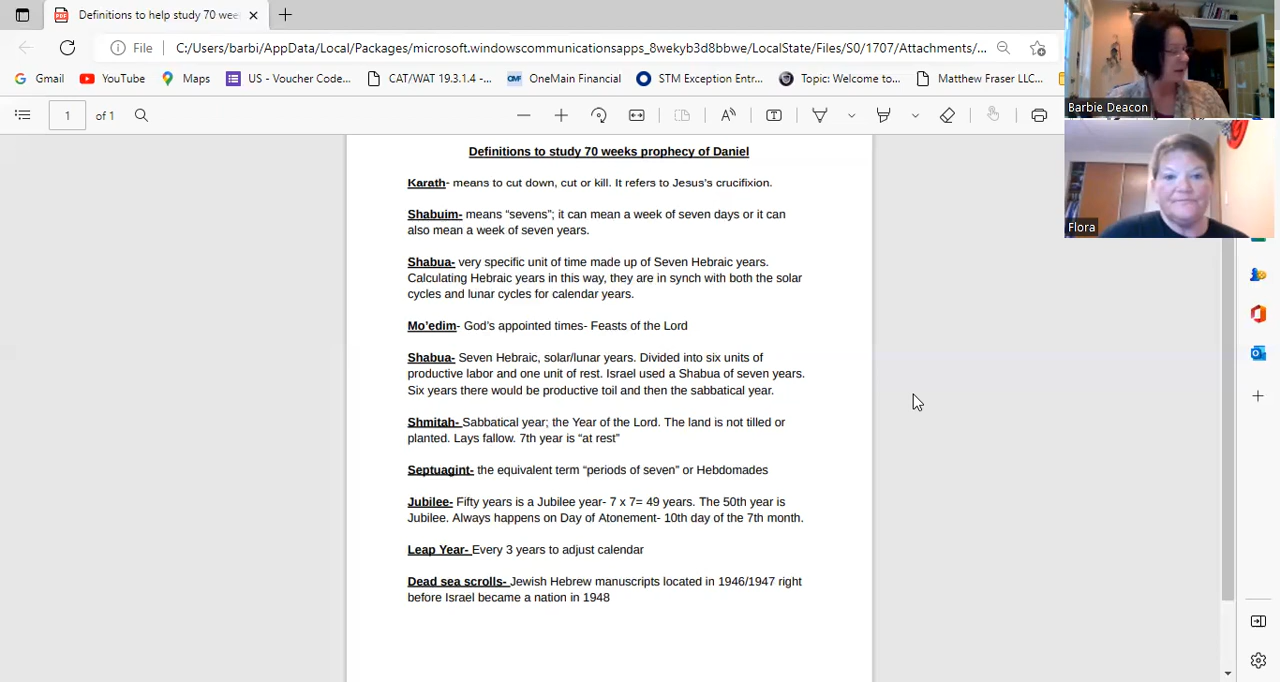 Definitions to help study 70 wee
File
C:/Users/barbi/AppData/Local/Packages/microsoft.windowscommunicationsapps_8wekyb3d8bbwe/LocalState/Files/S0/1707/Attachments/...
Gmail YouTube Maps US - Voucher Code... CAT/WAT 19.3.1.4 -... OneMain Financial STM Exception Entr... Topic: Welcome to... Matthew Fraser LLC...
1 of 1
Barbie Deacon
Flora
Definitions to study 70 weeks prophecy of Daniel
Karath- means to cut down, cut or kill. It refers to Jesus's crucifixion.
Shabuim- means “sevens”; it can mean a week of seven days or it can
also mean a week of seven years.
Shabua- very specific unit of time made up of Seven Hebraic years.
Calculating Hebraic years in this way, they are in synch with both the solar
cycles and lunar cycles for calendar years.
Mo’edim- God’s appointed times- Feasts of the Lord
Shabua- Seven Hebraic, solar/lunar years. Divided into six units of
productive labor and one unit of rest. Israel used a Shabua of seven years.
Six years there would be productive toil and then the sabbatical year.
Shmitah- Sabbatical year; the Year of the Lord. The land is not tilled or
planted. Lays fallow. 7th year is “at rest”
Septuagint- the equivalent term “periods of seven” or Hebdomades
Jubilee- Fifty years is a Jubilee year- 7 x 7= 49 years. The 50th year is
Jubilee. Always happens on Day of Atonement- 10th day of the 7th month.
Leap Year- Every 3 years to adjust calendar
Dead sea scrolls- Jewish Hebrew manuscripts located in 1946/1947 right
before Israel became a nation in 1948